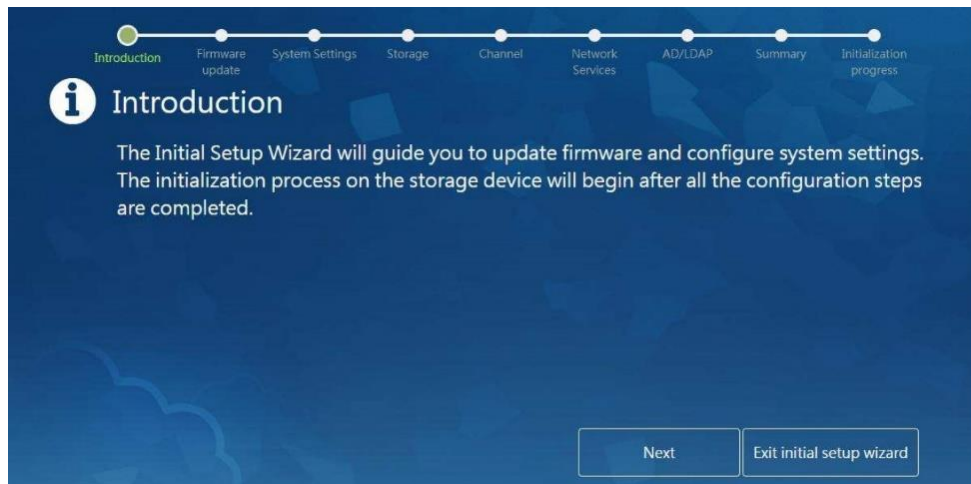 Introduction
Firmware
update
System Settings
Storage
Channel
Network
Services
AD/LDAP
Summary
Initialization
progress
Introduction
The Initial Setup Wizard will guide you to update firmware and configure system settings.
The initialization process on the storage device will begin after all the configuration steps
are completed.
Next
Exit initial setup wizard